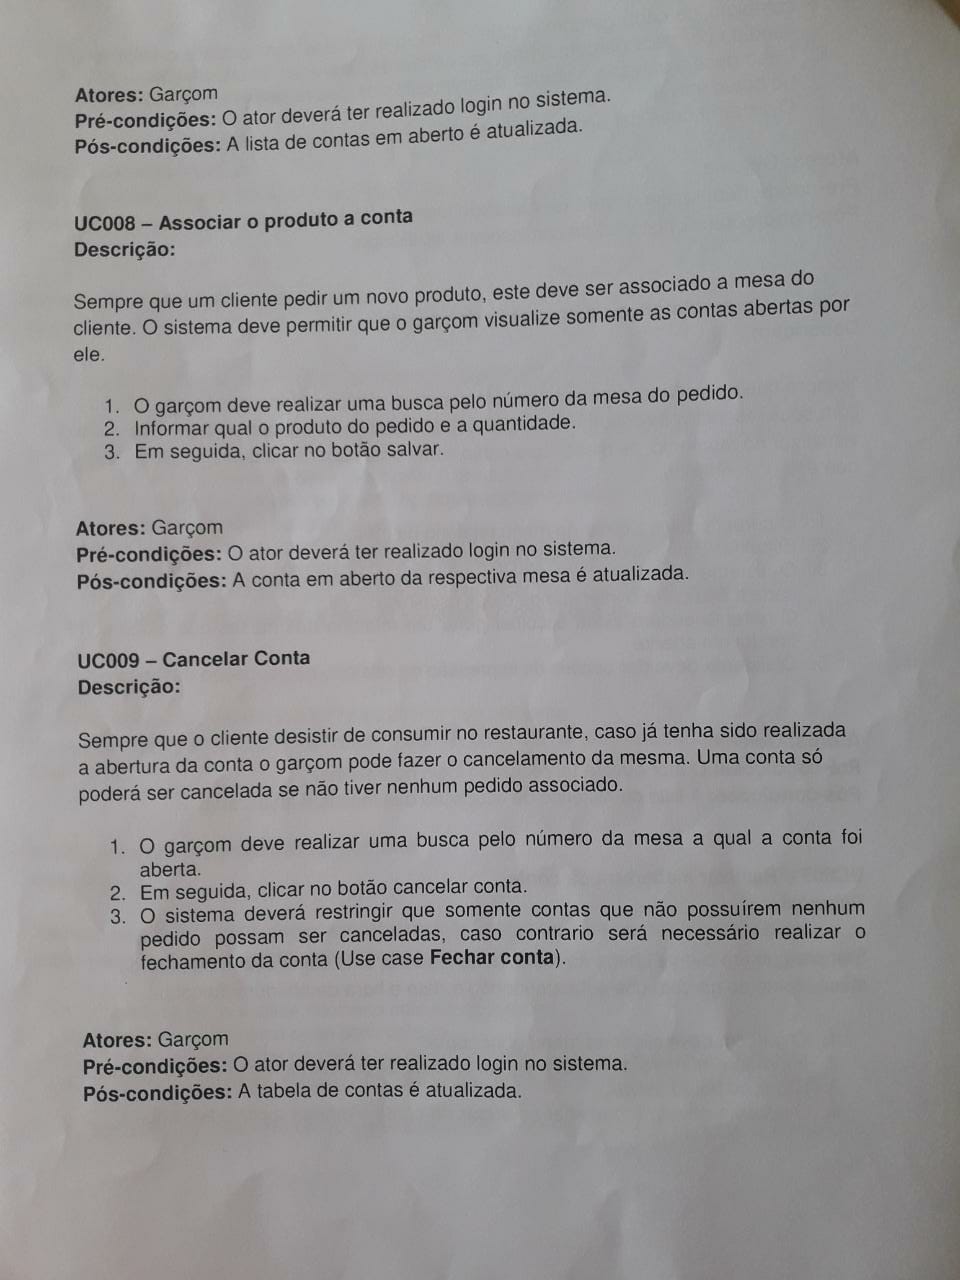 Atores: Garçom
Pré-condições: O ator deverá ter realizado login no sistema.
Pós-condições: A lista de contas em aberto é atualizada.
UC008 – Associar o produto a conta
Descrição:
Sempre que um cliente pedir um novo produto, este deve ser associado a mesa do
cliente. O sistema deve permitir que o garçom visualize somente as contas abertas por
ele.
1. O garçom deve realizar uma busca pelo número da mesa do pedido.
2. Informar qual o produto do pedido e a quantidade.
3. Em seguida, clicar no botão salvar.
Atores: Garçom
Pré-condições: O ator deverá ter realizado login no sistema.
Pós-condições: A conta em aberto da respectiva mesa é atualizada.
UC009 – Cancelar Conta
Descrição:
Sempre que o cliente desistir de consumir no restaurante, caso já tenha sido realizada
a abertura da conta o garçom pode fazer o cancelamento da mesma. Uma conta só
poderá ser cancelada se não tiver nenhum pedido associado.
1. O garçom deve realizar uma busca pelo número da mesa a qual a conta foi
aberta.
2. Em seguida, clicar no botão cancelar conta.
3. O sistema deverá restringir que somente contas que não possuírem nenhum
pedido possam ser canceladas, caso contrario será necessário realizar o
fechamento da conta (Use case Fechar conta).
Atores: Garçom
Pré-condições: O ator deverá ter realizado login no sistema.
Pós-condições: A tabela de contas é atualizada.